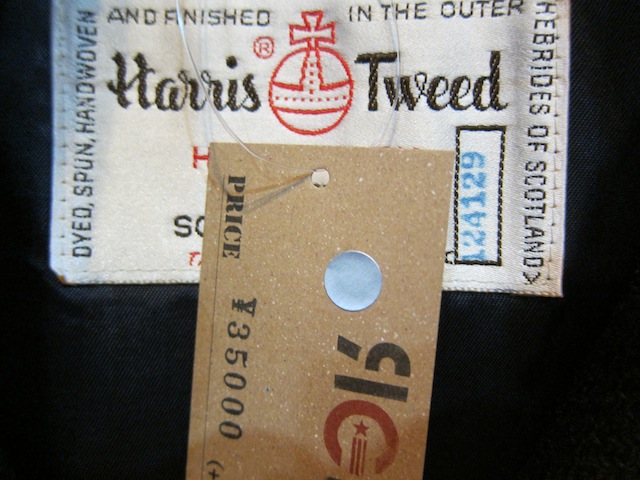 DYED, SPUN, HANDWOVEN
AND FINISHED IN THE OUTER
HEBRIDES OF SCOTLAND
Harris ® Tweed
124129
PRICE
¥35000